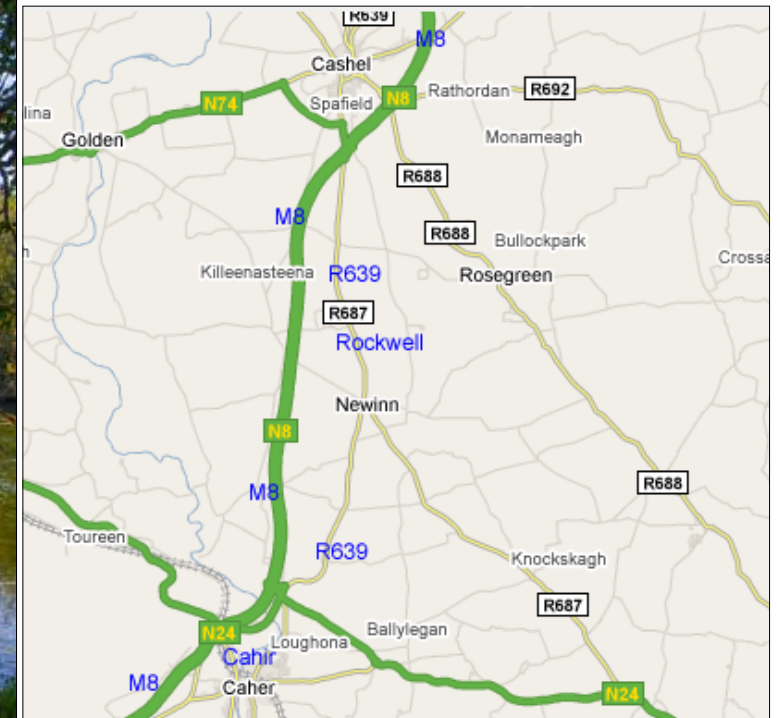 R639
M8
Cashel
N74
Spafield
N8
Rathordan
R692
lina
Golden
Monameagh
R688
M8
R688
Bullockpark
h
Crossa
Killeenasteena
R639
Rosegreen
R687
Rockwell
Newinn
N8
R688
M8
Toureen
R639
Knockskagh
R687
N24
Loughona
Ballylegan
Cahir
M8
Caher
N24